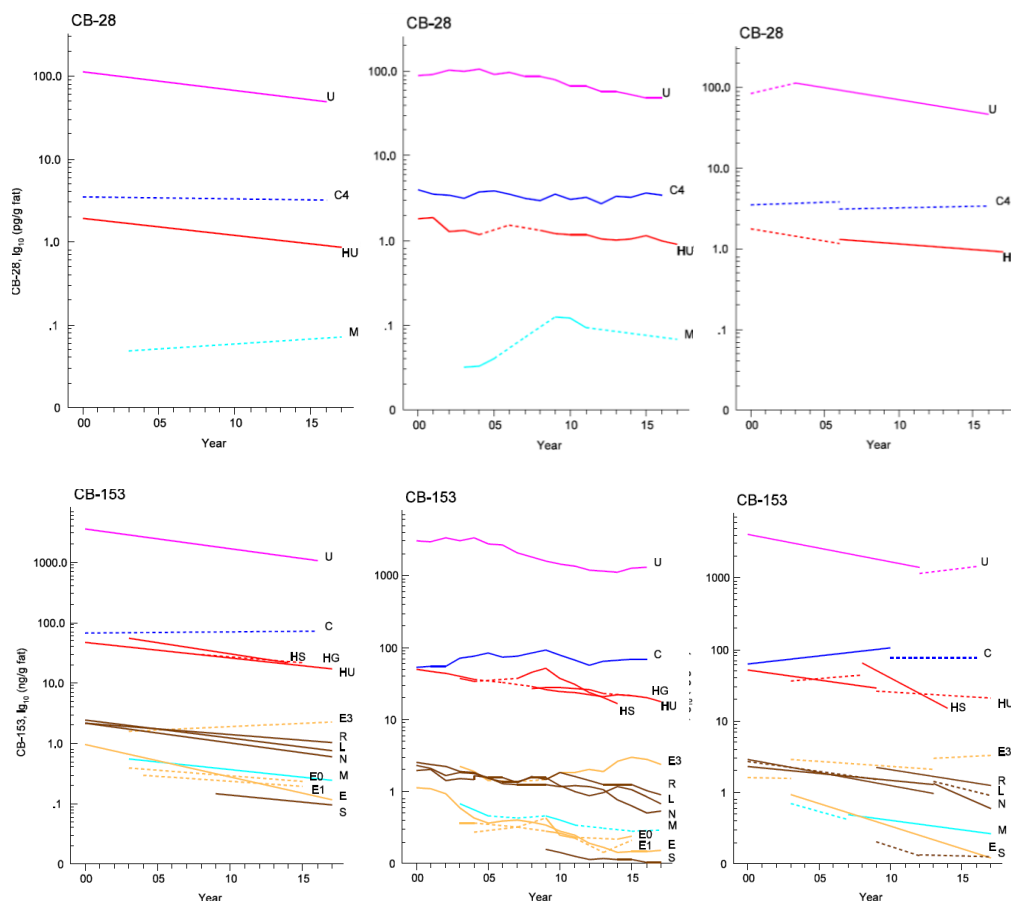 CB-28
100.0
10.0
1.0
.1
0
CB-28, lg10 (pg/g fat)
U
C4
HU
M
00
05
10
15
Year
CB-28
100.0
10.0
1.0
.1
0
U
C4
HU
M
00
05
10
15
Year
CB-28
100.0
10.0
1.0
.1
0
U
C4
H
00
05
10
15
Year
CB-153
1000.0
100.0
10.0
1.0
.1
0
CB-153, lg10 (ng/g fat)
U
C
HS HG
HU
E3
R
L
N
M
E0
E1
E
S
00
05
10
15
Year
CB-153
1000
100
10
1
0
U
C
HG
HS
HU
E3
R
L
N
M
E0
E1
E
S
00
05
10
15
Year
CB-153
1000
100
10
1
0
U
C
HU
HS
E3
R
L
N
M
E
S
00
05
10
15
Year